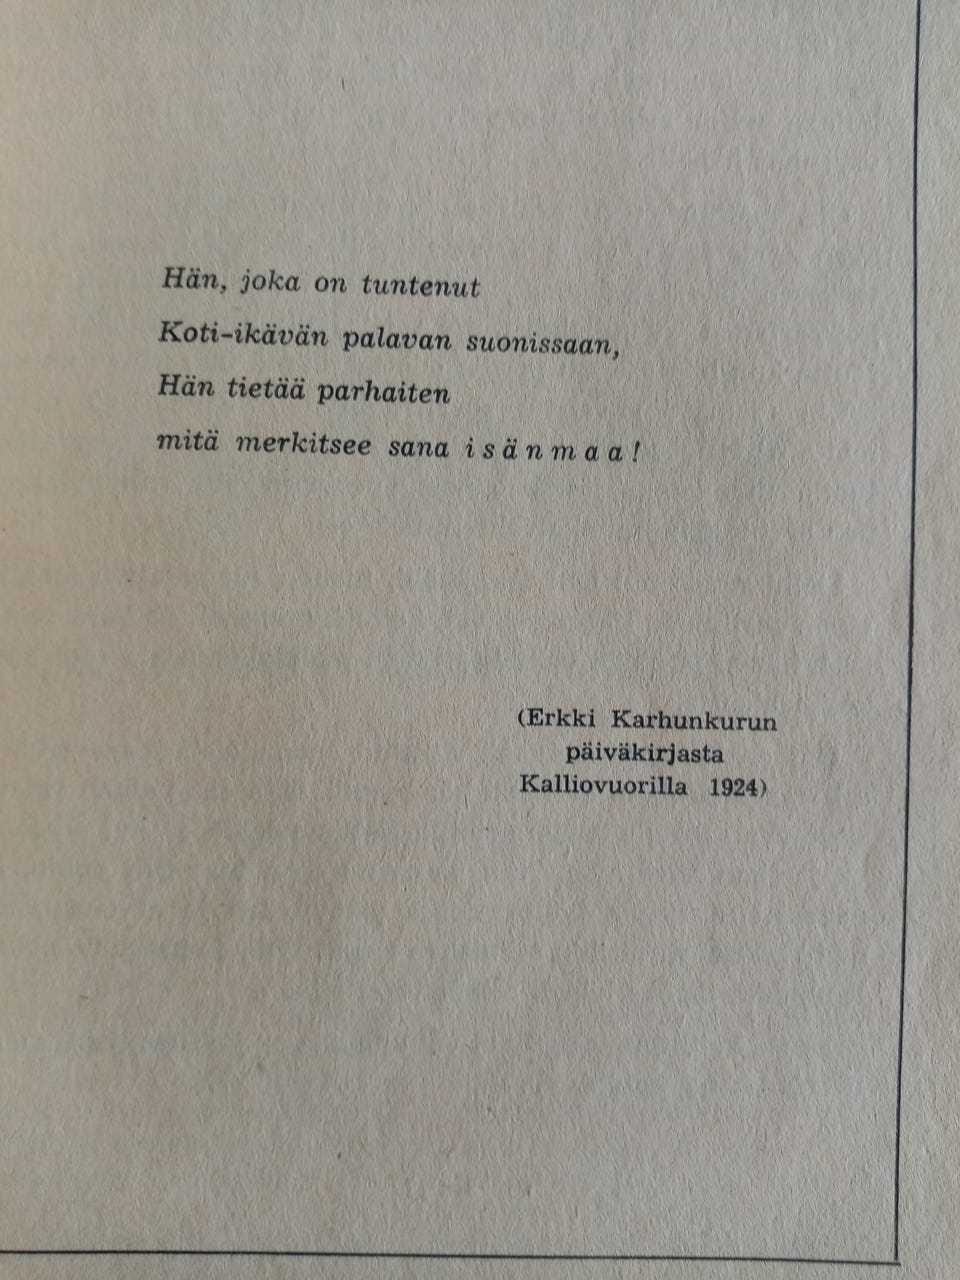 Hän, joka on tuntenut
Koti-ikävän palavan suonissaan,
Hän tietää parhaiten
mitä merkitsee sana isänmaa!
(Erkki Karhunkurun
päiväkirjasta
Kalliovuorilla 1924)